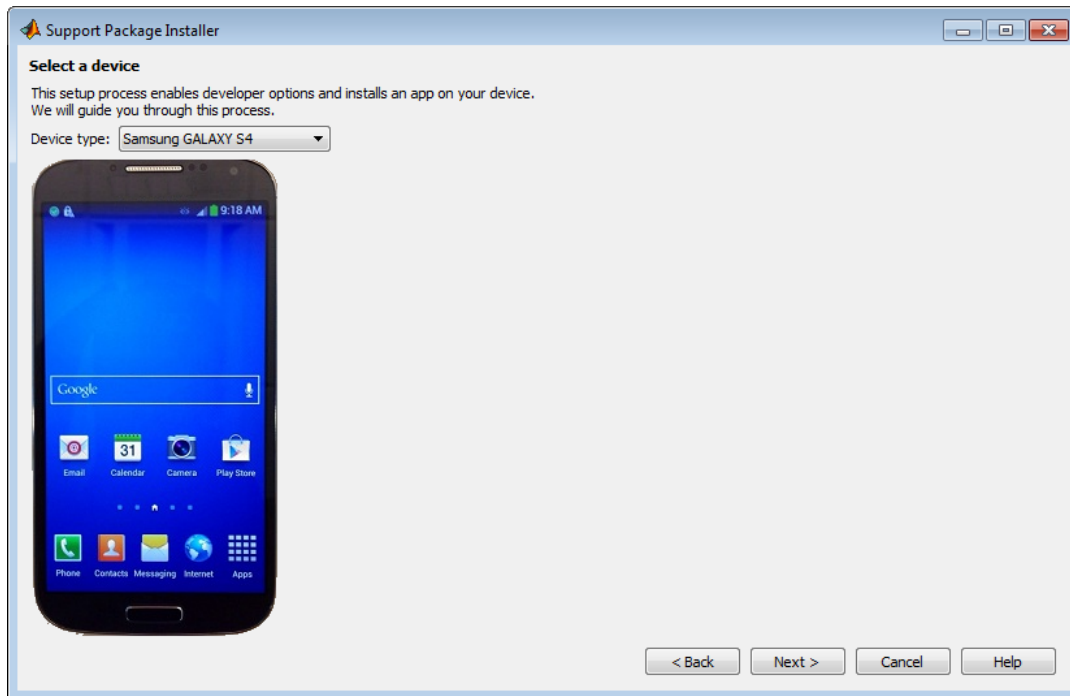 Support Package Installer
Select a device
This setup process enables developer options and installs an app on your device.
We will guide you through this process.
Device type: Samsung GALAXY S4
9:18 AM
Google
31
Email Calendar Camera Play Store
Phone Contacts Messaging Internet Apps
< Back Next > Cancel Help